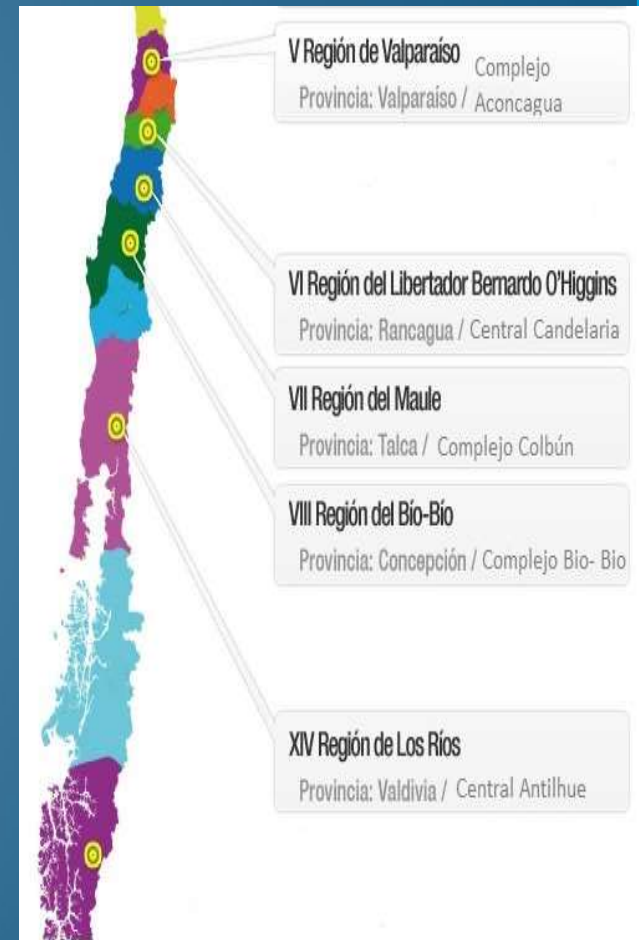 V Región de Valparaíso
Provincia: Valparaíso / Complejo Aconcagua
VI Región del Libertador Bernardo O'Higgins
Provincia: Rancagua / Central Candelaria
VII Región del Maule
Provincia: Talca / Complejo Colbún
VIII Región del Bío-Bío
Provincia: Concepción / Complejo Bio- Bio
XIV Región de Los Ríos
Provincia: Valdivia / Central Antilhue